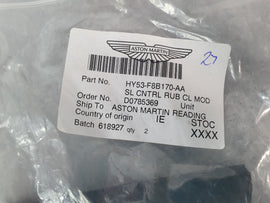 ASTON MARTIN
27
Part No. HY53-F8B170-AA
SL CNTRL RUB CL MOD
Order No. D0785369 Unit
Ship To ASTON MARTIN READING
Country of origin IE STOC
Batch 618927 qty 2 XXXX